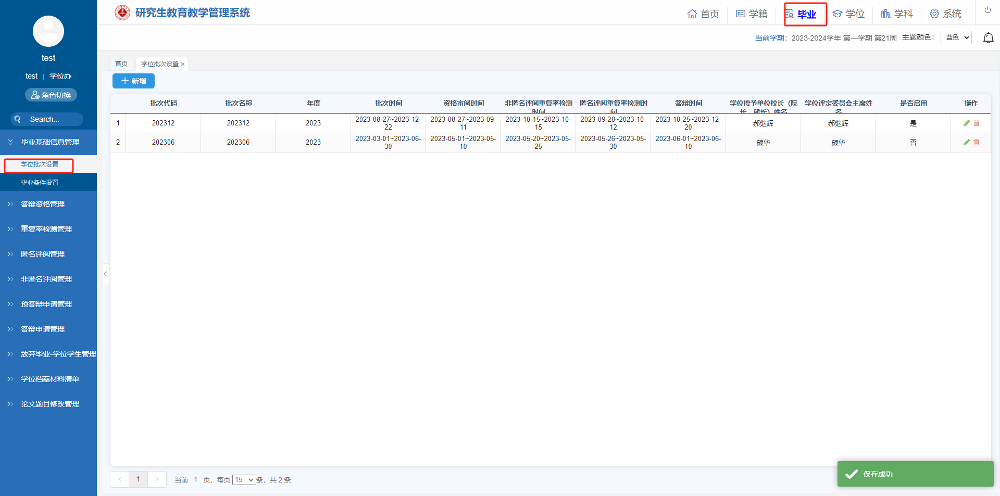 研究生教育教学管理系统
首页 学籍 毕业 学位 学科 系统
当前学期： 2023-2024学年 第一学期 第21周 主题颜色： 蓝色
test
test | 学位办
角色切换
Search...
毕业基础信息管理
学位批次设置
毕业条件设置
答辩资格管理
重复率检测管理
匿名评阅管理
非匿名评阅管理
预答辩申请管理
答辩申请管理
放弃毕业-学位学生管理
学位档案材料清单
论文题目修改管理
首页 学位批次设置 ×
新增
批次代码 批次名称 年度 批次时间 资格审阅时间 非匿名评阅重复率检测时间 匿名评阅重复率检测时间 答辩时间 学位授予单位校长（院长、所长）姓名 学位评定委员会主席姓名 是否启用 操作
1 202312 202312 2023 2023-08-27~2023-12-22 2023-08-27~2023-09-11 2023-10-15~2023-10-15 2023-09-28~2023-10-12 2023-10-25~2023-12-20 郝继辉 郝继辉 是
2 202306 202306 2023 2023-03-01~2023-06-30 2023-05-01~2023-05-10 2023-05-20~2023-05-25 2023-05-26~2023-05-30 2023-06-01~2023-06-10 颜华 颜华 否
1 当前 1 页，每页 15 条，共 2 条
保存成功